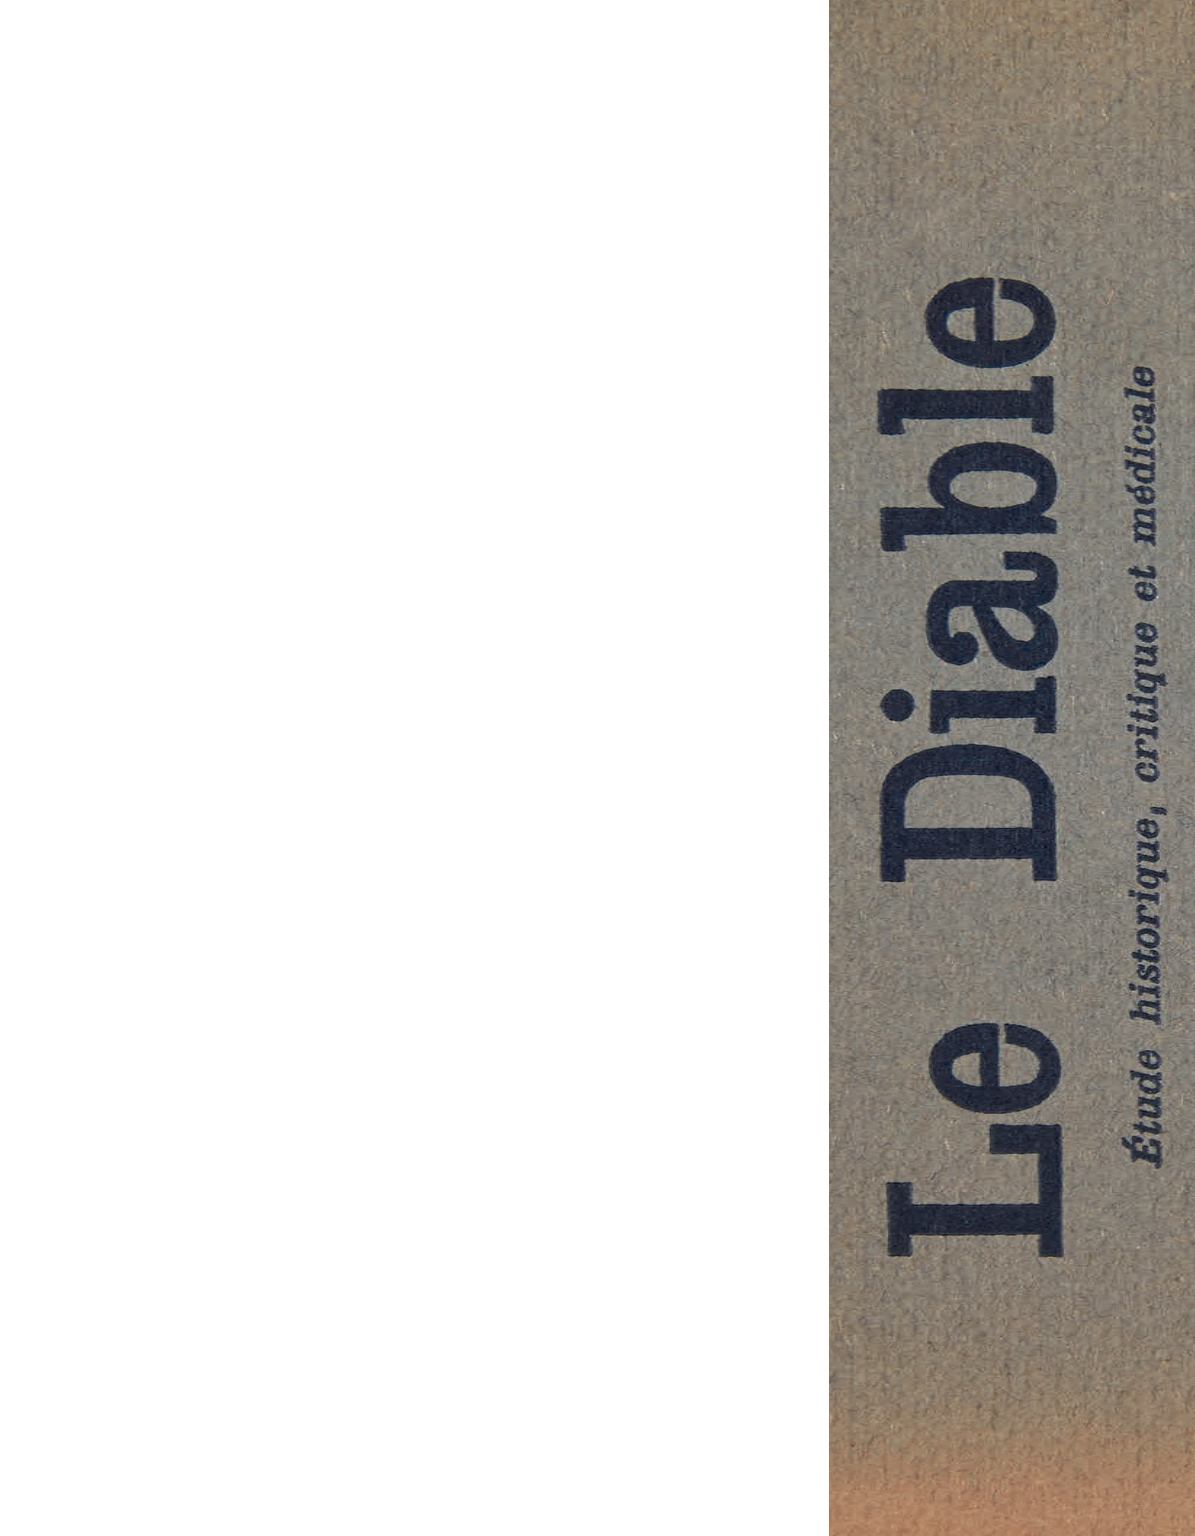 Le Diable
Étude historique, critique et médicale